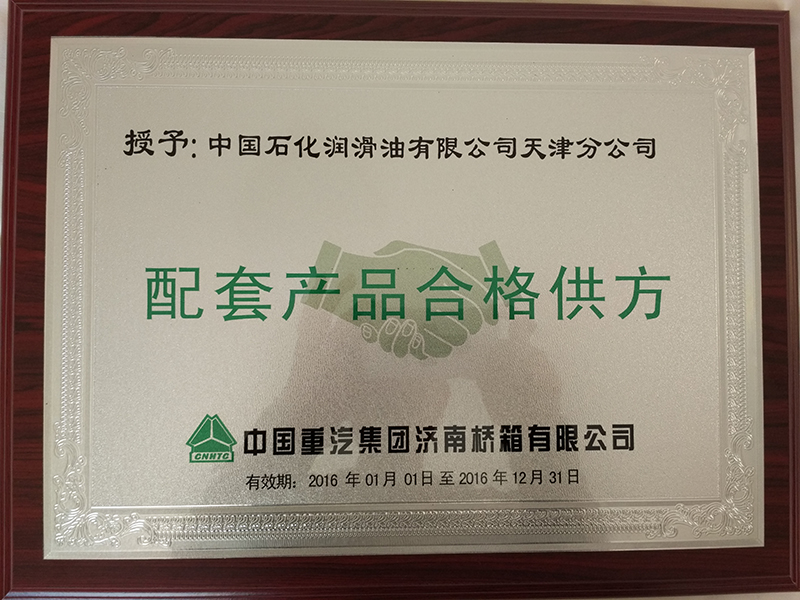 授予：中国石化润滑油有限公司天津分公司
配套产品合格供方
CNHTC
中国重汽集团济南桥箱有限公司
有效期：2016 年 01 月 01日 至 2016 年 12 月 31 日